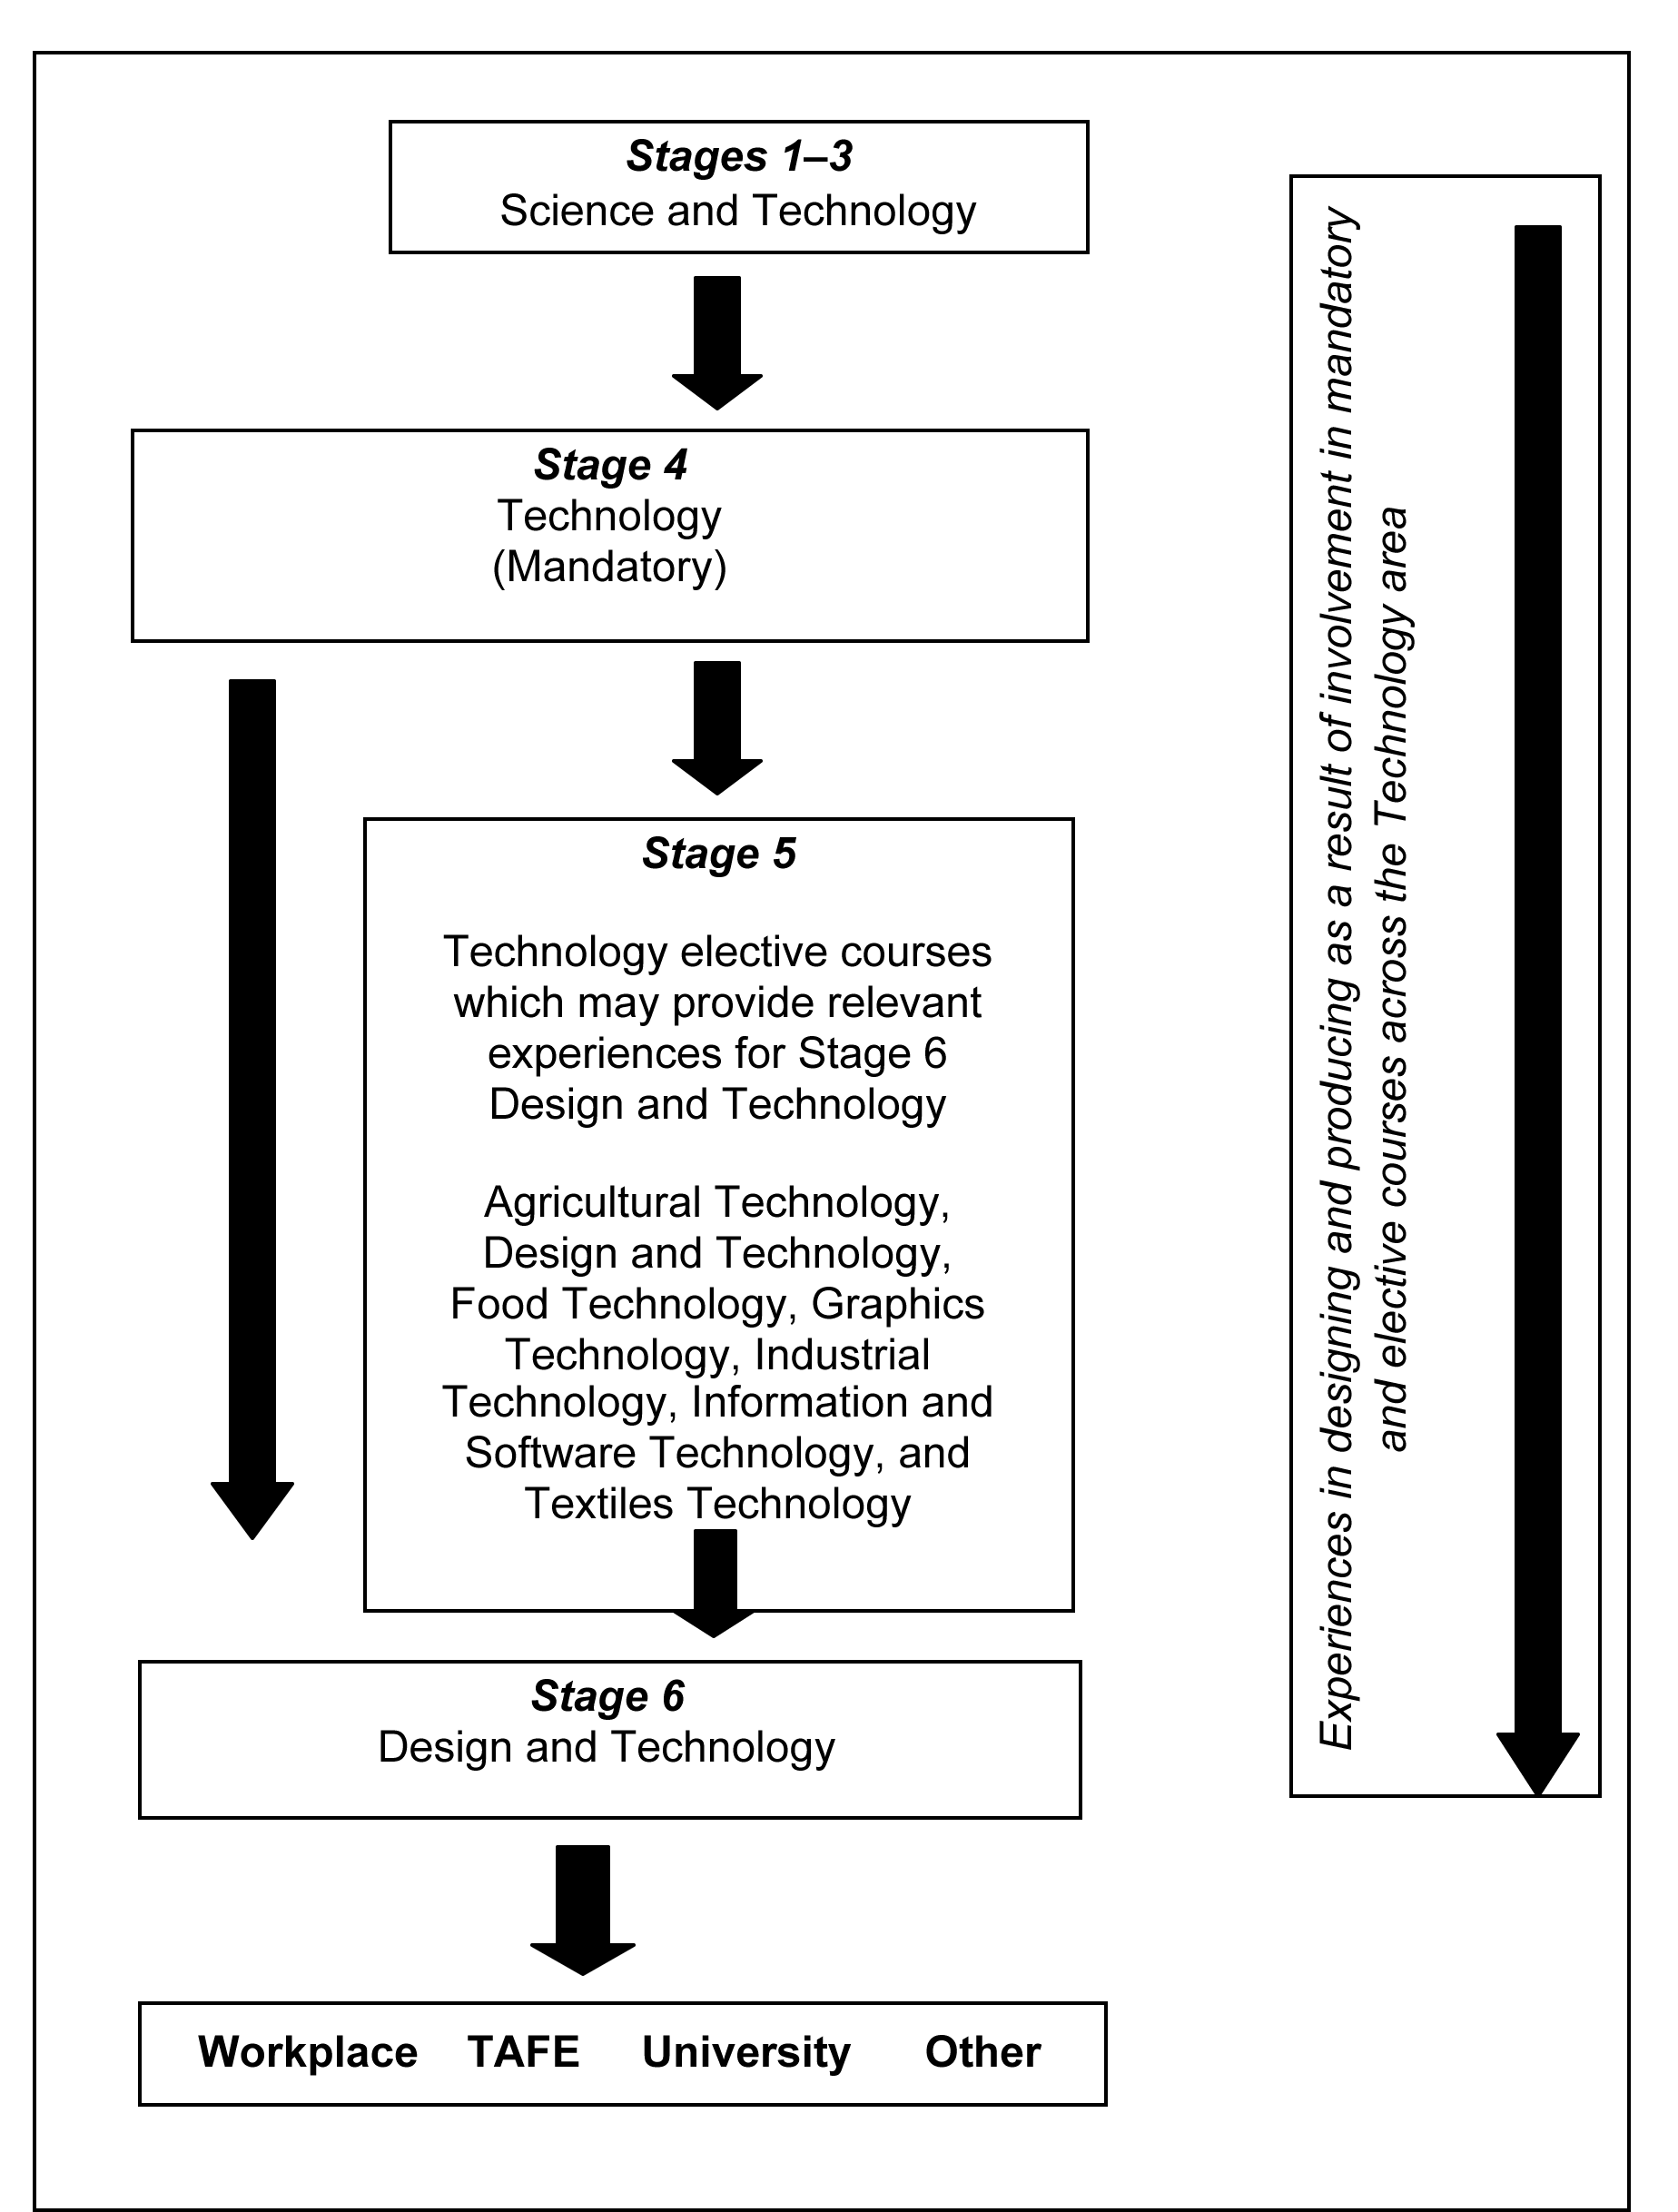 Stages 1–3
Science and Technology
Stage 4
Technology
(Mandatory)
Stage 5
Technology elective courses
which may provide relevant
experiences for Stage 6
Design and Technology
Agricultural Technology,
Design and Technology,
Food Technology, Graphics
Technology, Industrial
Technology, Information and
Software Technology, and
Textiles Technology
Stage 6
Design and Technology
Workplace TAFE University Other
Experiences in designing and producing as a result of involvement in mandatory
and elective courses across the Technology area